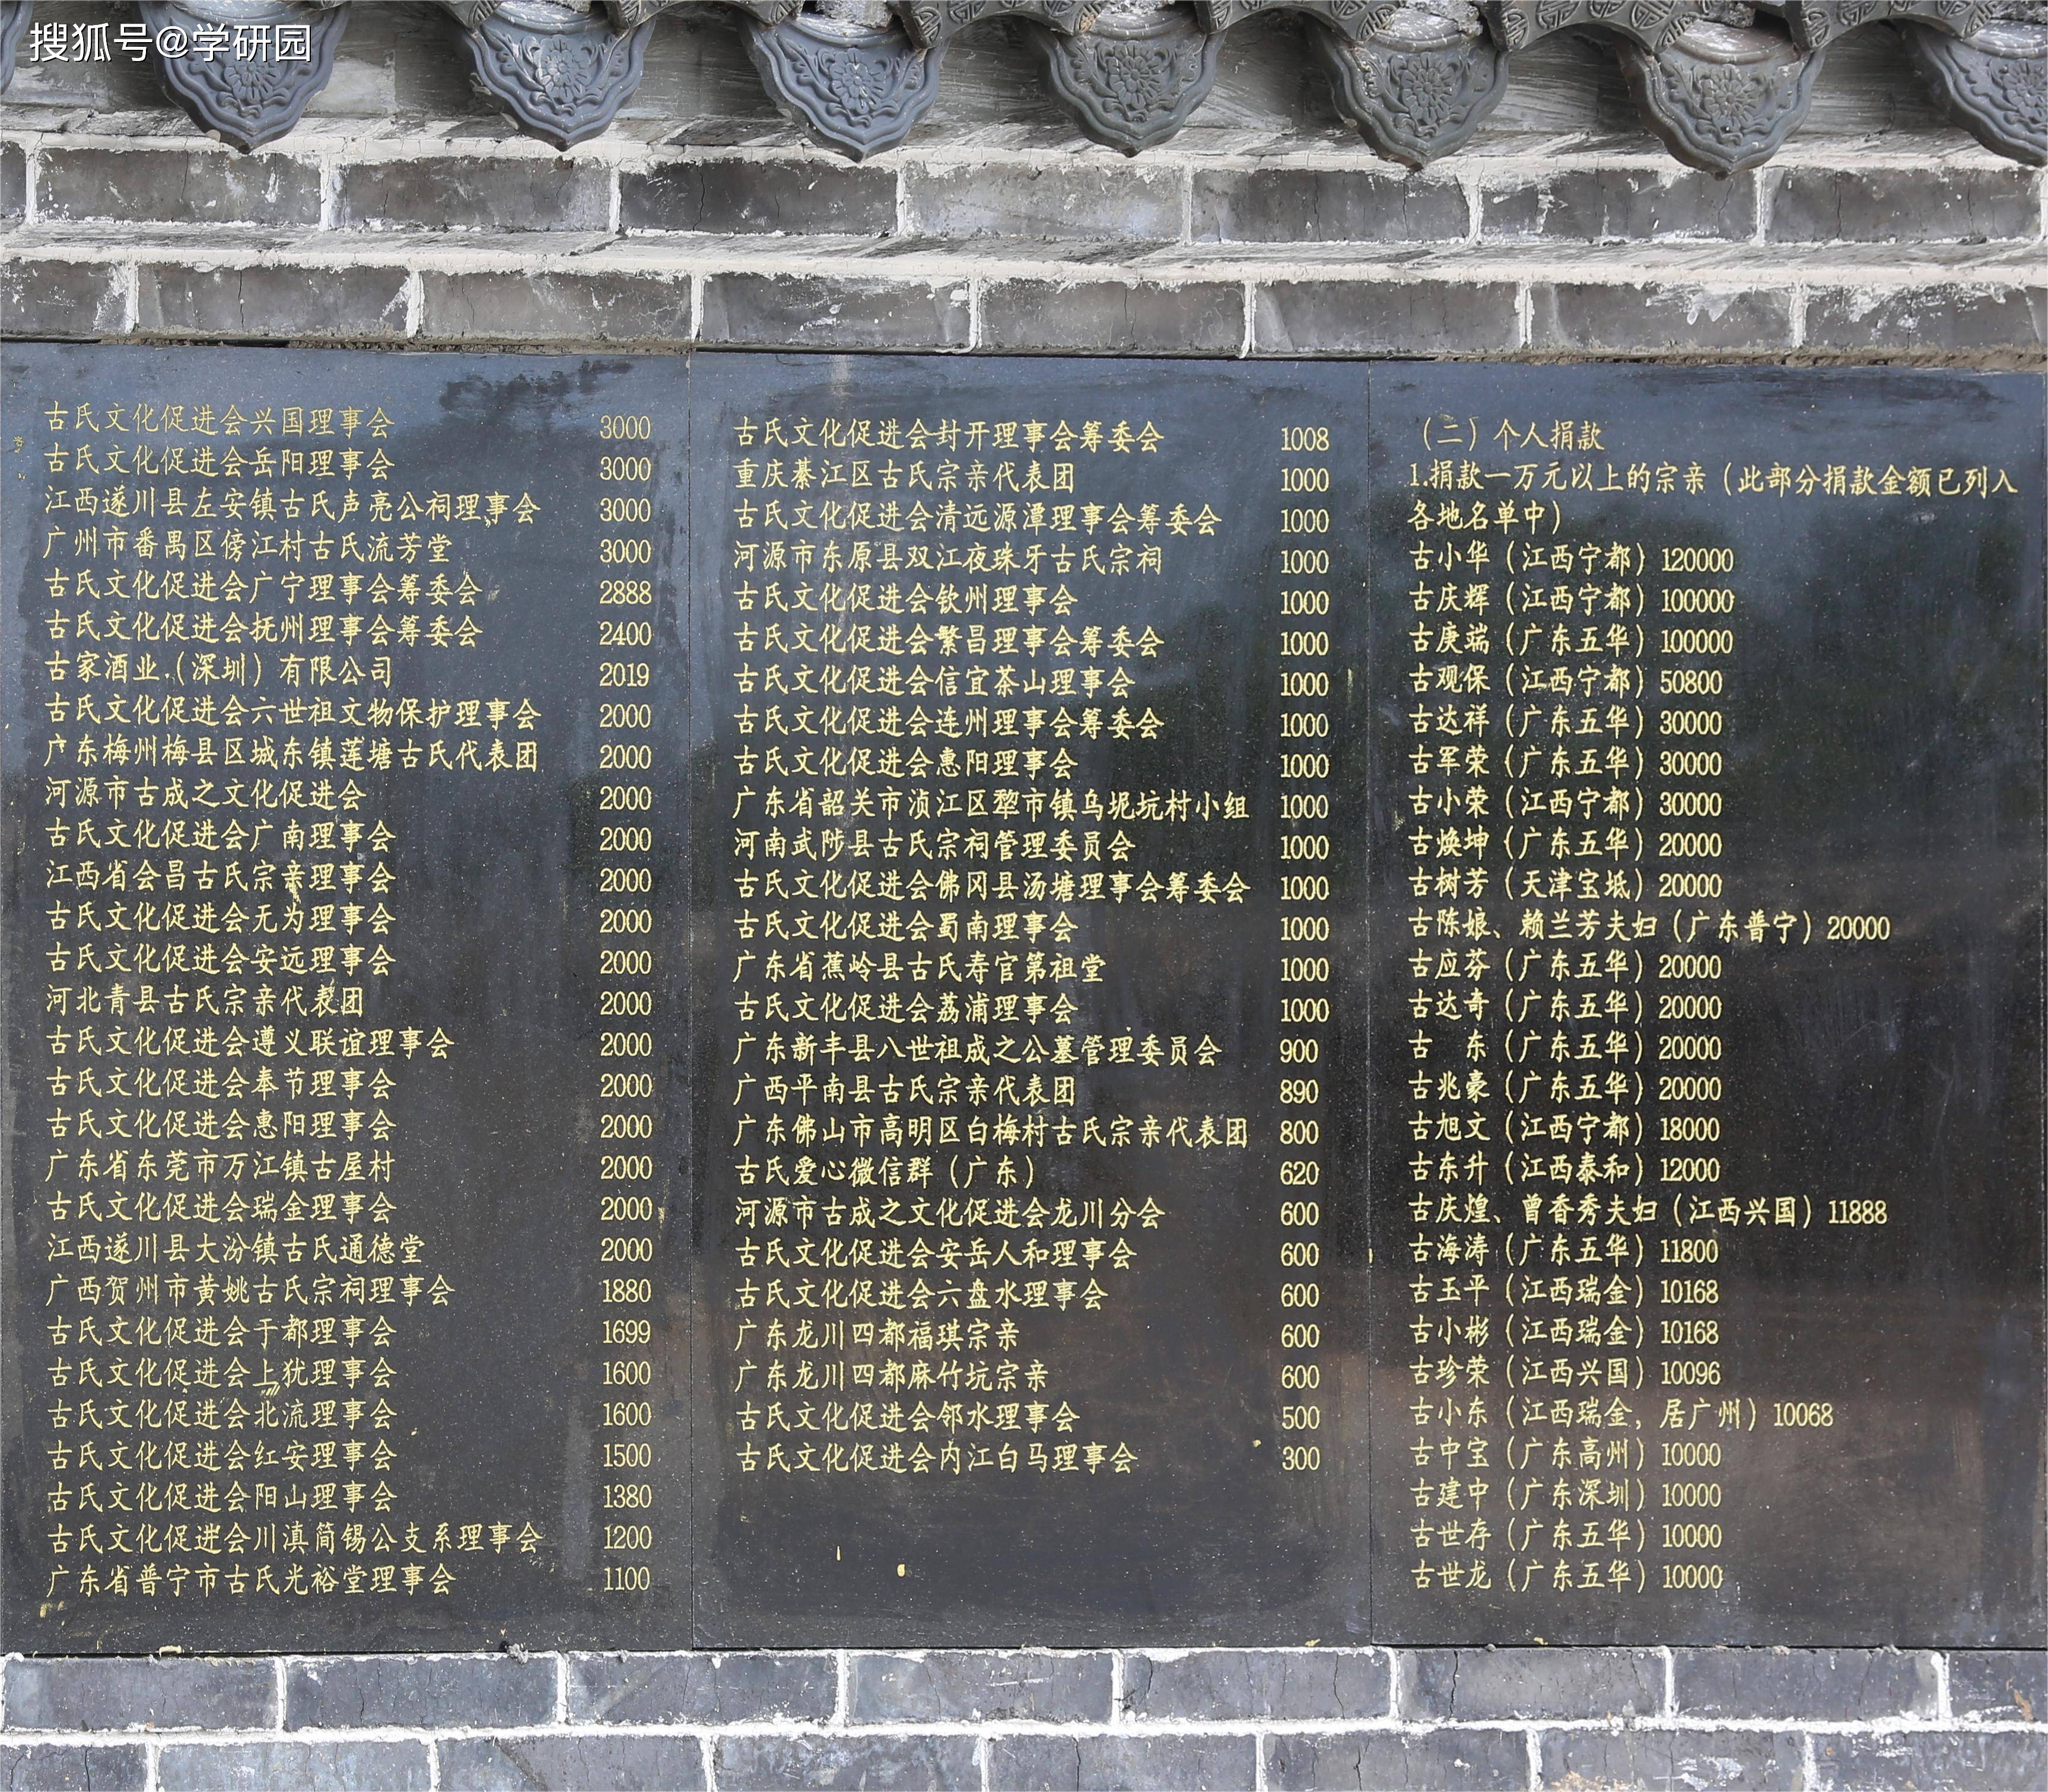 搜狐号@学研园
古氏文化促进会兴国理事会 3000
古氏文化促进会岳阳理事会 3000
江西遂川县左安镇古氏声亮公祠理事会 3000
广州市番禺区傍江村古氏流芳堂 3000
古氏文化促进会广宁理事会筹委会 2888
古氏文化促进会抚州理事会筹委会 2400
古家酒业.(深圳)有限公司 2019
古氏文化促进会六世祖文物保护理事会 2000
广东梅州梅县区城东镇莲塘古氏代表团 2000
河源市古成之文化促进会 2000
古氏文化促进会广南理事会 2000
江西省会昌古氏宗亲理事会 2000
古氏文化促进会无为理事会 2000
古氏文化促进会安远理事会 2000
河北青县古氏宗亲代表团 2000
古氏文化促进会遵义联谊理事会 2000
古氏文化促进会奉节理事会 2000
古氏文化促进会惠阳理事会 2000
广东省东莞市万江镇古屋村 2000
古氏文化促进会瑞金理事会 2000
江西遂川县大汾镇古氏通德堂 2000
广西贺州市黄姚古氏宗祠理事会 1880
古氏文化促进会于都理事会 1699
古氏文化促进会上犹理事会 1600
古氏文化促进会北流理事会 1600
古氏文化促进会红安理事会 1500
古氏文化促进会阳山理事会 1380
古氏文化促进会川滇简锡公支系理事会 1200
广东省普宁市古氏光裕堂理事会 1100
古氏文化促进会封开理事会筹委会 1008
重庆綦江区古氏宗亲代表团 1000
古氏文化促进会清远源潭理事会筹委会 1000
河源市东原县双江夜珠牙古氏宗祠 1000
古氏文化促进会钦州理事会 1000
古氏文化促进会繁昌理事会筹委会 1000
古氏文化促进会信宜茶山理事会 1000
古氏文化促进会连州理事会筹委会 1000
古氏文化促进会惠阳理事会 1000
广东省韶关市浈江区犁市镇乌坭坑村小组 1000
河南武陟县古氏宗祠管理委员会 1000
古氏文化促进会佛冈县汤塘理事会筹委会 1000
古氏文化促进会蜀南理事会 1000
广东省蕉岭县古氏寿官第祖堂 1000
古氏文化促进会荔浦理事会 1000
广东新丰县八世祖成之公墓管理委员会 900
广西平南县古氏宗亲代表团 890
广东佛山市高明区白梅村古氏宗亲代表团 800
古氏爱心微信群(广东) 620
河源市古成之文化促进会龙川分会 600
古氏文化促进会安岳人和理事会 600
古氏文化促进会六盘水理事会 600
广东龙川四都福琪宗亲 600
广东龙川四都麻竹坑宗亲 600
古氏文化促进会邻水理事会 500
古氏文化促进会内江白马理事会 300
(二)个人捐款
1.捐款一万元以上的宗亲(此部分捐款金额已列入
各地名单中)
古小华(江西宁都)120000
古庆辉(江西宁都)100000
古庚端(广东五华)100000
古观保(江西宁都)50800
古达祥(广东五华)30000
古军荣(广东五华)30000
古小荣(江西宁都)30000
古焕坤(广东五华)20000
古树芳(天津宝坻)20000
古陈娘、赖兰芳夫妇(广东普宁)20000
古应芬(广东五华)20000
古达奇(广东五华)20000
古 东(广东五华)20000
古兆豪(广东五华)20000
古旭文(江西宁都)18000
古东升(江西泰和)12000
古庆煌、曾香秀夫妇(江西兴国)11888
古海涛(广东五华)11800
古玉平(江西瑞金)10168
古小彬(江西瑞金)10168
古珍荣(江西兴国)10096
古小东(江西瑞金,居广州)10068
古中宝(广东高州)10000
古建中(广东深圳)10000
古世存(广东五华)10000
古世龙(广东五华)10000